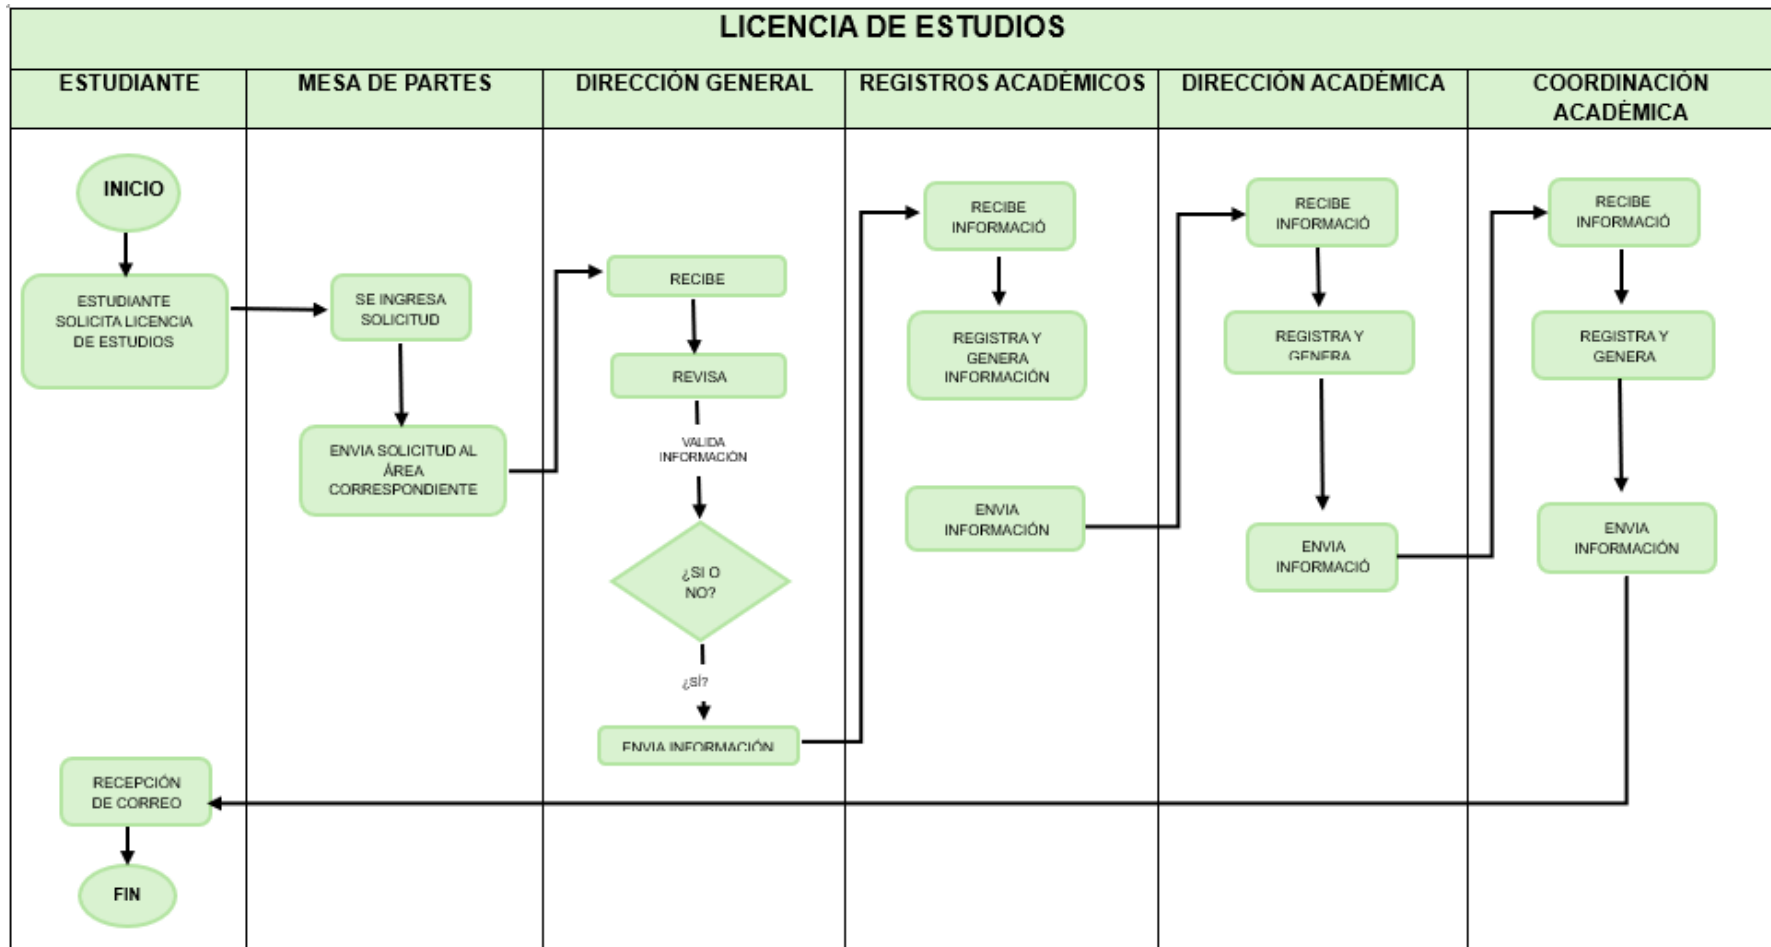 LICENCIA DE ESTUDIOS
ESTUDIANTE
MESA DE PARTES
DIRECCIÓN GENERAL
REGISTROS ACADÉMICOS
DIRECCIÓN ACADÉMICA
COORDINACIÓN
ACADÉMICA
INICIO
ESTUDIANTE
SOLICITA LICENCIA
DE ESTUDIOS
RECEPCIÓN
DE CORREO
FIN
SE INGRESA
SOLICITUD
ENVIA SOLICITUD AL
ÁREA
CORRESPONDIENTE
RECIBE
REVISA
VALIDA
INFORMACIÓN
¿SI O
NO?
¿SÍ?
ENVIA INFORMACIÓN
RECIBE
INFORMACIÓ
REGISTRA Y
GENERA
INFORMACIÓN
ENVIA
INFORMACIÓN
RECIBE
INFORMACIÓ
REGISTRA Y
GENERA
ENVIA
INFORMACIÓ
RECIBE
INFORMACIÓ
REGISTRA Y
GENERA
ENVIA
INFORMACIÓN